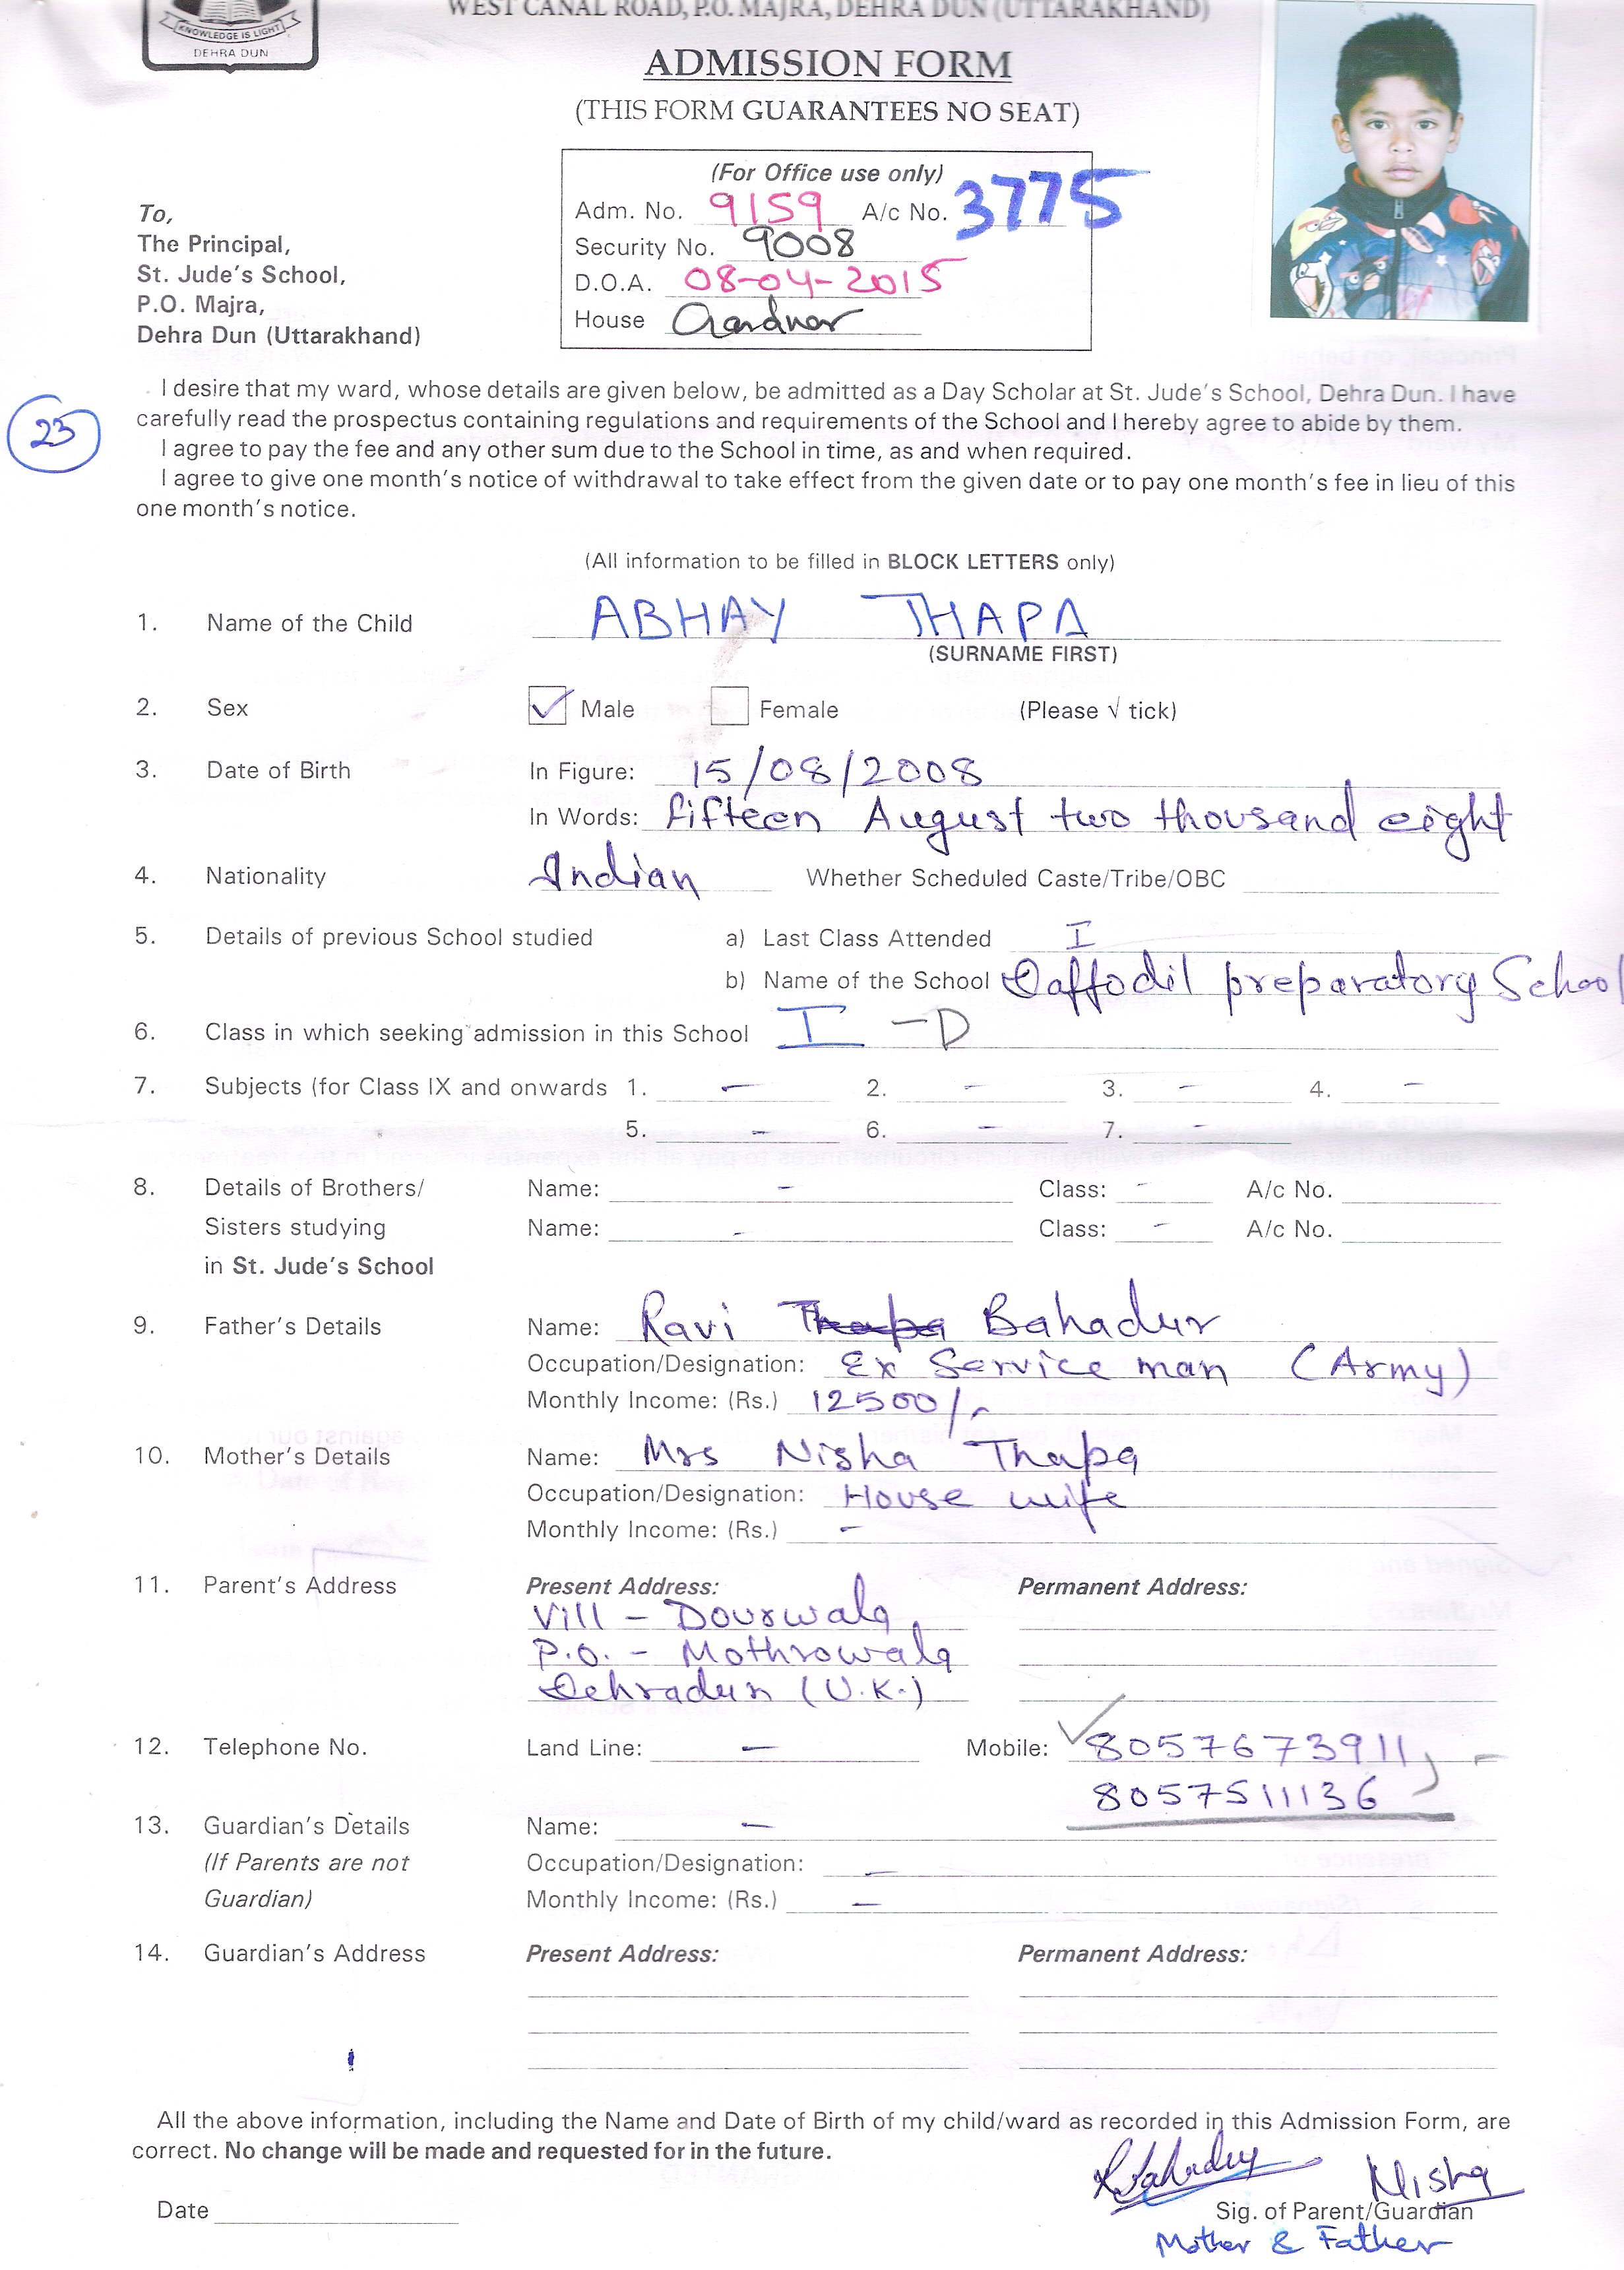 WEST CANAL ROAD, P.O. MAJRA, DEHRA DUN (UTTARAKHAND)
KNOWLEDGE IS LIGHT
DEHRA DUN
ADMISSION FORM
(THIS FORM GUARANTEES NO SEAT)
(For Office use only)
Adm. No. 9159 A/c No. 3775
Security No. 9008
D.O.A. 08-04-2015
House Gardner
To,
The Principal,
St. Jude's School,
P.O. Majra,
Dehra Dun (Uttarakhand)
23
I desire that my ward, whose details are given below, be admitted as a Day Scholar at St. Jude's School, Dehra Dun. I have
carefully read the prospectus containing regulations and requirements of the School and I hereby agree to abide by them.
I agree to pay the fee and any other sum due to the School in time, as and when required.
I agree to give one month's notice of withdrawal to take effect from the given date or to pay one month's fee in lieu of this
one month's notice.
(All information to be filled in BLOCK LETTERS only)
1. Name of the Child ABHAY THAPA
(SURNAME FIRST)
2. Sex ✓ Male Female (Please √ tick)
3. Date of Birth In Figure: 15/08/2008
In Words: fifteen August two thousand eight
4. Nationality Indian Whether Scheduled Caste/Tribe/OBC
5. Details of previous School studied a) Last Class Attended I
b) Name of the School Daffodil preparatory School
6. Class in which seeking admission in this School I - D
7. Subjects (for Class IX and onwards 1. - 2. - 3. - 4. -
5. - 6. - 7. -
8. Details of Brothers/ Name: - Class: - A/c No.
Sisters studying Name: - Class: - A/c No.
in St. Jude's School
9. Father's Details Name: Ravi Thapa Bahadur
Occupation/Designation: Ex Service man (Army)
Monthly Income: (Rs.) 12500/-
10. Mother's Details Name: Mrs Nisha Thapa
Occupation/Designation: House wife
Monthly Income: (Rs.) -
11. Parent's Address Present Address: Permanent Address:
Vill - Dourwala
P.O. - Mothrowala
Dehradun (U.K.)
12. Telephone No. Land Line: - Mobile: 8057673911,
8057511136
13. Guardian's Details Name: -
(If Parents are not Occupation/Designation: -
Guardian) Monthly Income: (Rs.) -
14. Guardian's Address Present Address: Permanent Address:
All the above information, including the Name and Date of Birth of my child/ward as recorded in this Admission Form, are
correct. No change will be made and requested for in the future.
RBahadur Nisha
Date Sig. of Parent/Guardian
Mother & Father